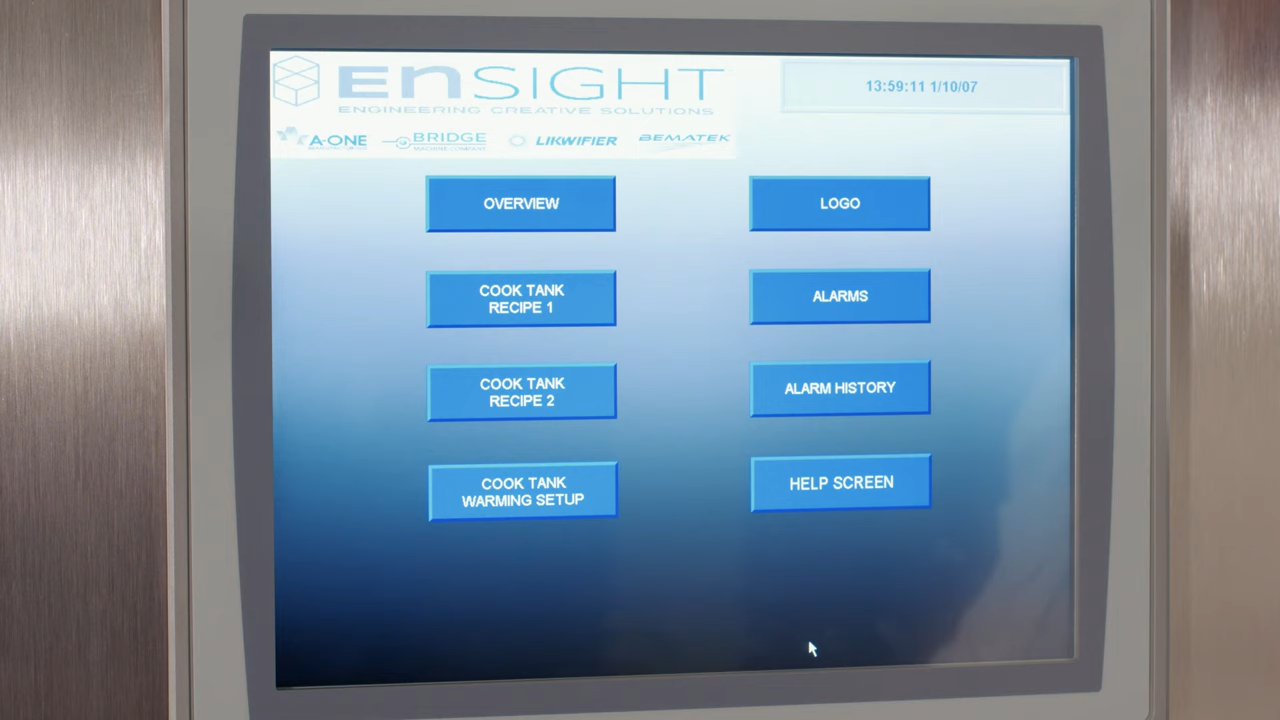 EnSIGHT
ENGINEERING CREATIVE SOLUTIONS
A-ONE
BRIDGE
MACHINE COMPANY
LIKWIFIER
BEMATEK
13:59:11 1/10/07
OVERVIEW
LOGO
COOK TANK
RECIPE 1
ALARMS
COOK TANK
RECIPE 2
ALARM HISTORY
COOK TANK
WARMING SETUP
HELP SCREEN